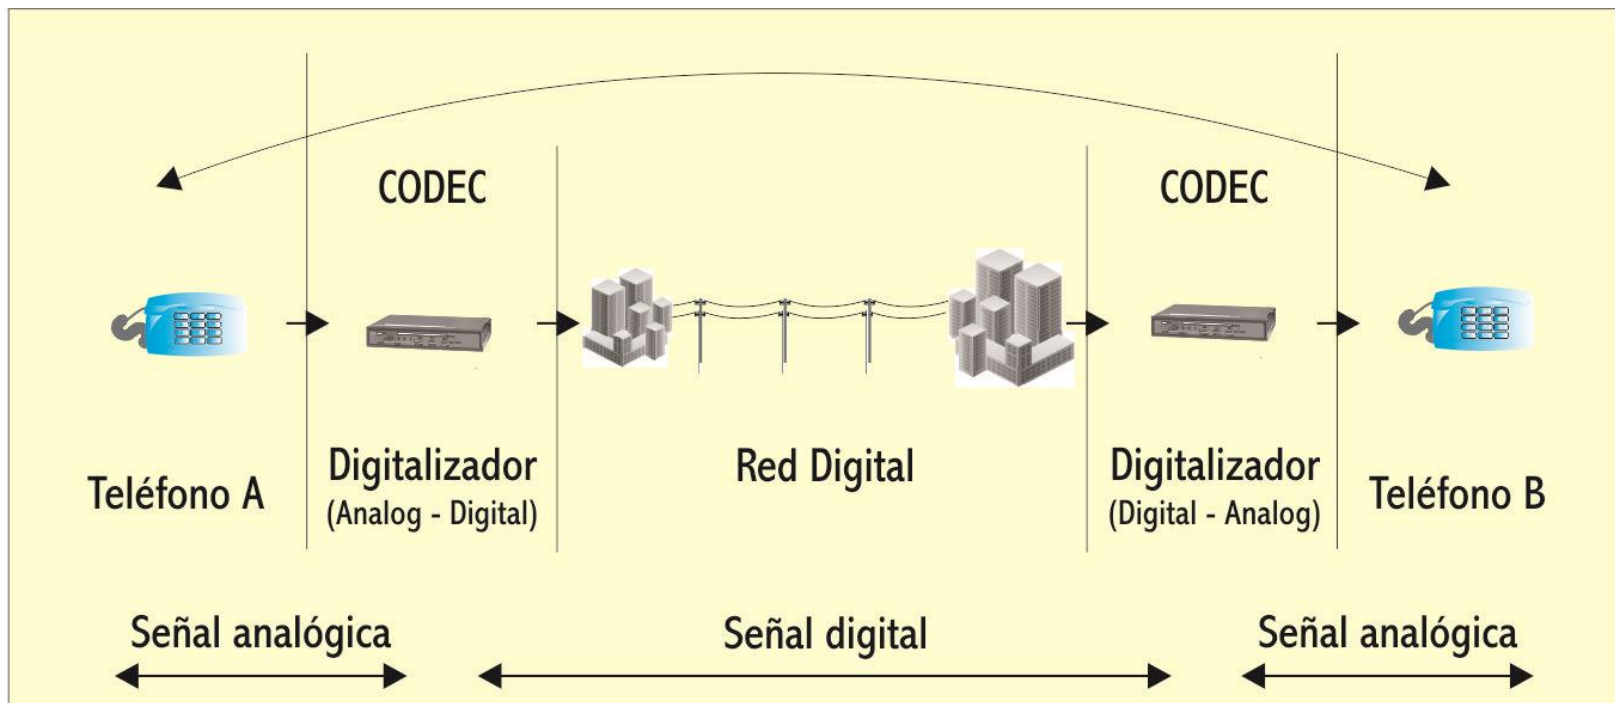 CODEC
CODEC
Teléfono A
Digitalizador
(Analog - Digital)
Red Digital
Digitalizador
(Digital - Analog)
Teléfono B
Señal analógica
Señal digital
Señal analógica